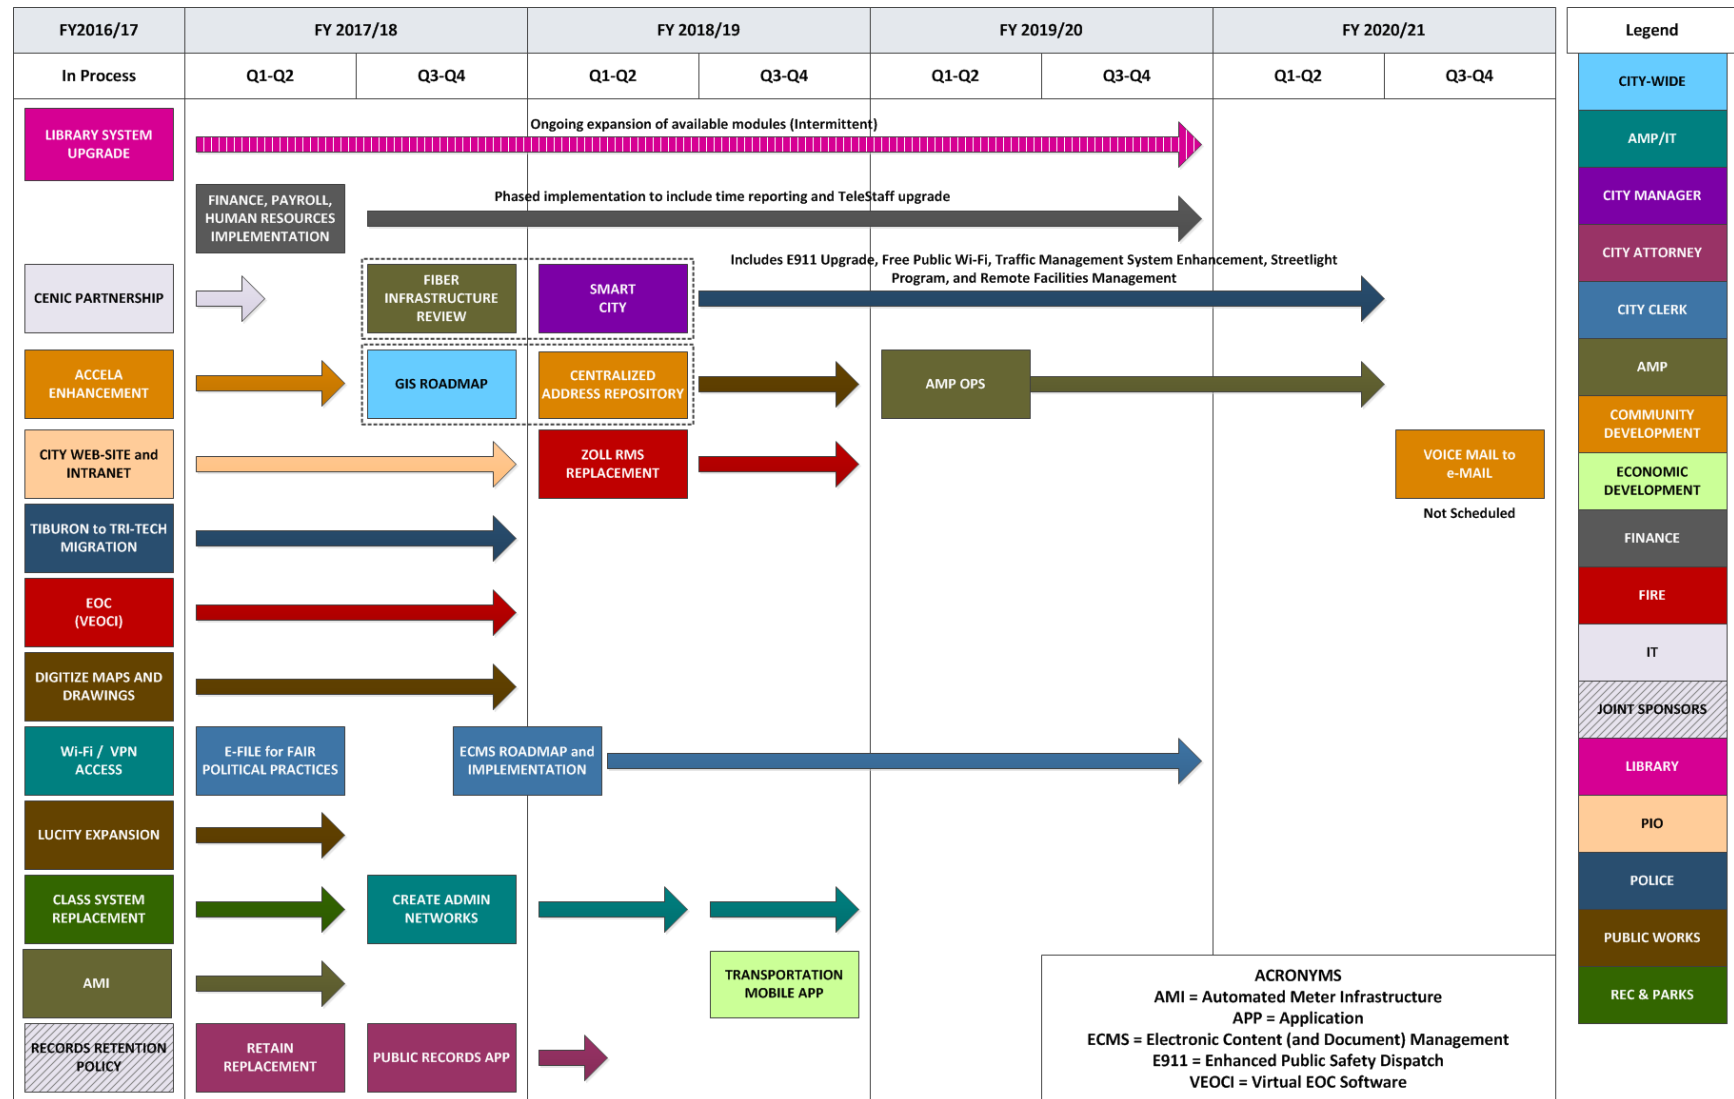 FY2016/17
FY 2017/18
FY 2018/19
FY 2019/20
FY 2020/21
Legend
In Process
Q1-Q2
Q3-Q4
Q1-Q2
Q3-Q4
Q1-Q2
Q3-Q4
Q1-Q2
Q3-Q4
LIBRARY SYSTEM
UPGRADE
Ongoing expansion of available modules (Intermittent)
FINANCE, PAYROLL,
HUMAN RESOURCES
IMPLEMENTATION
Phased implementation to include time reporting and TeleStaff upgrade
CENIC PARTNERSHIP
FIBER
INFRASTRUCTURE
REVIEW
SMART
CITY
Includes E911 Upgrade, Free Public Wi-Fi, Traffic Management System Enhancement, Streetlight
Program, and Remote Facilities Management
ACCELA
ENHANCEMENT
GIS ROADMAP
CENTRALIZED
ADDRESS REPOSITORY
AMP OPS
CITY WEB-SITE and
INTRANET
ZOLL RMS
REPLACEMENT
VOICE MAIL to
e-MAIL
Not Scheduled
TIBURON to TRI-TECH
MIGRATION
EOC
(VEOCI)
DIGITIZE MAPS AND
DRAWINGS
Wi-Fi / VPN
ACCESS
E-FILE for FAIR
POLITICAL PRACTICES
ECMS ROADMAP and
IMPLEMENTATION
LUCITY EXPANSION
CLASS SYSTEM
REPLACEMENT
CREATE ADMIN
NETWORKS
AMI
TRANSPORTATION
MOBILE APP
RECORDS RETENTION
POLICY
RETAIN
REPLACEMENT
PUBLIC RECORDS APP
ACRONYMS
AMI = Automated Meter Infrastructure
APP = Application
ECMS = Electronic Content (and Document) Management
E911 = Enhanced Public Safety Dispatch
VEOCI = Virtual EOC Software
CITY-WIDE
AMP/IT
CITY MANAGER
CITY ATTORNEY
CITY CLERK
AMP
COMMUNITY
DEVELOPMENT
ECONOMIC
DEVELOPMENT
FINANCE
FIRE
IT
JOINT SPONSORS
LIBRARY
PIO
POLICE
PUBLIC WORKS
REC & PARKS